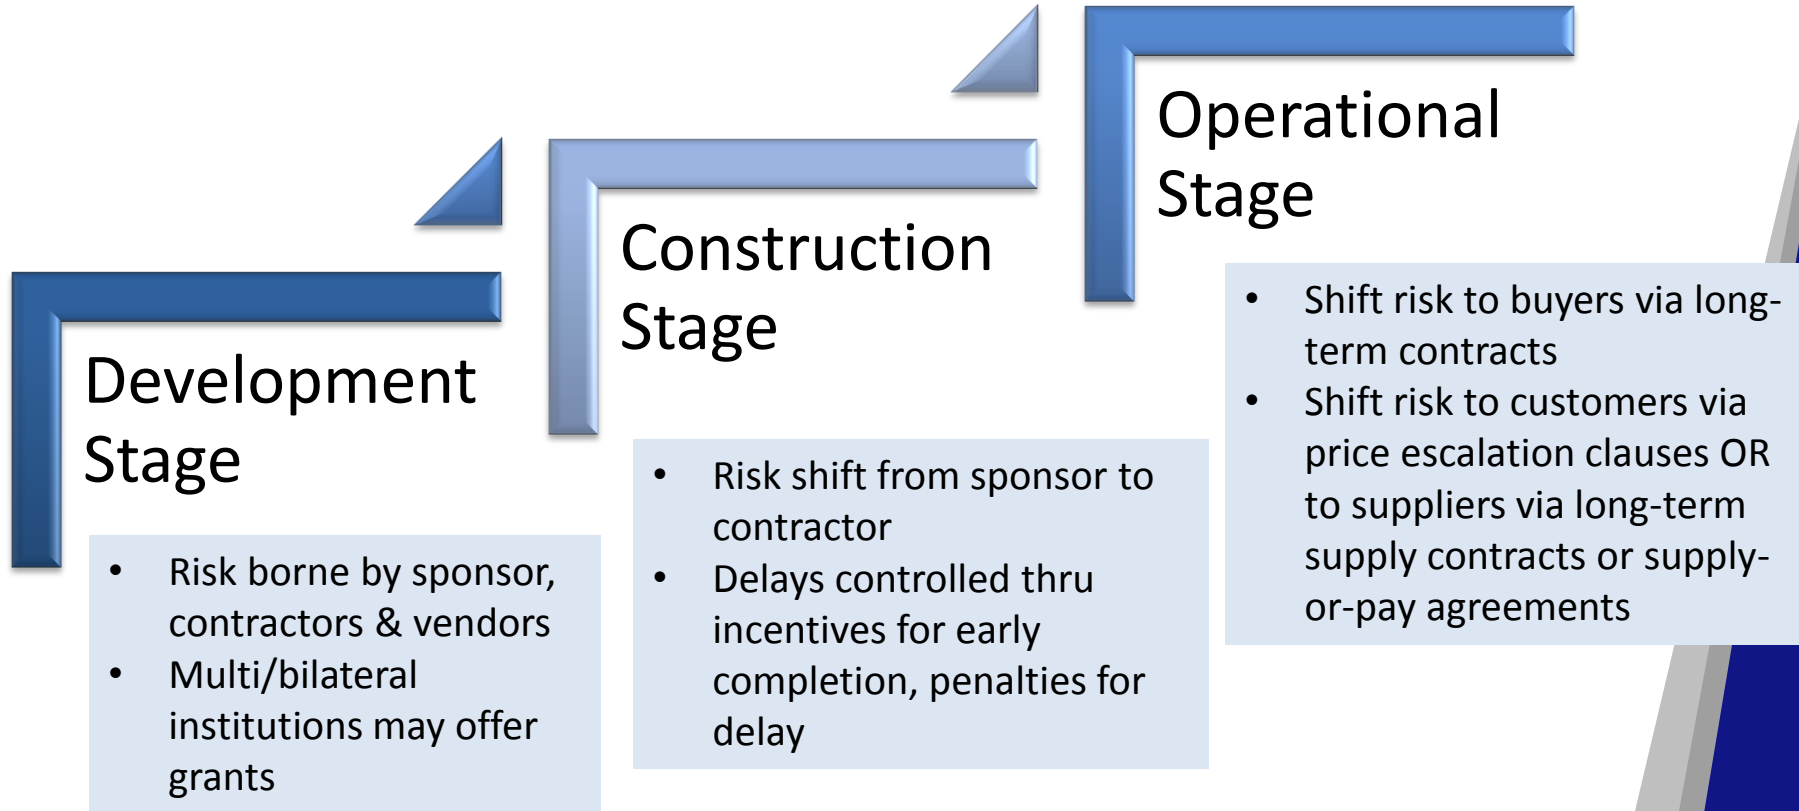 Development
Stage
• Risk borne by sponsor,
contractors & vendors
• Multi/bilateral
institutions may offer
grants
Construction
Stage
• Risk shift from sponsor to
contractor
• Delays controlled thru
incentives for early
completion, penalties for
delay
Operational
Stage
• Shift risk to buyers via long-
term contracts
• Shift risk to customers via
price escalation clauses OR
to suppliers via long-term
supply contracts or supply-
or-pay agreements